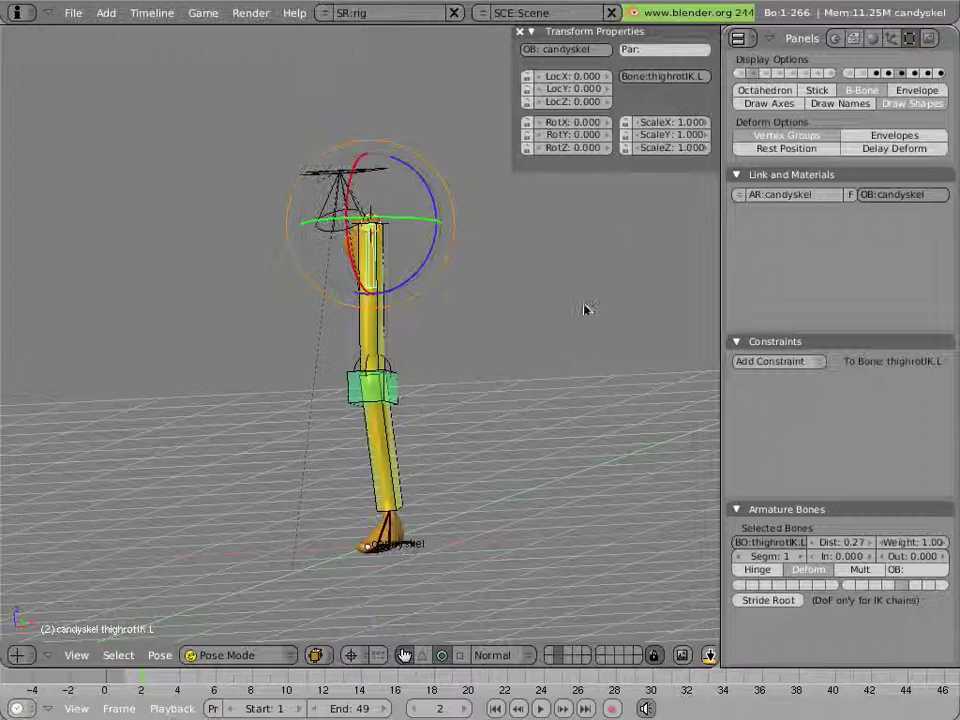 File Add Timeline Game Render Help SR:rig SCE:Scene www.blender.org 244 Bo:1-266 | Mem:11.25M candyskel
Transform Properties
OB: candyskel Par:
LocX: 0.000 Bone:thighrotIK.L
LocY: 0.000
LocZ: 0.000
RotX: 0.000 ScaleX: 1.000
RotY: 0.000 ScaleY: 1.000
RotZ: 0.000 ScaleZ: 1.000
Panels
Display Options
Octahedron Stick B-Bone Envelope
Draw Axes Draw Names Draw Shapes
Deform Options
Vertex Groups Envelopes
Rest Position Delay Deform
Link and Materials
AR:candyskel F OB:candyskel
Constraints
Add Constraint To Bone: thighrotIK.L
Armature Bones
Selected Bones
BO:thighrotIK.L Dist: 0.27 Weight: 1.00
Segm: 1 In: 0.000 Out: 0.000
Hinge Deform Mult OB:
Stride Root (DoF only for IK chains)
candyskel
(2) candyskel thighrotIK.L
View Select Pose Pose Mode Normal
-4 -2 0 2 4 6 8 10 12 14 16 18 20 22 24 26 28 30 32 34 36 38 40 42 44 46
View Frame Playback Pr Start: 1 End: 49 2